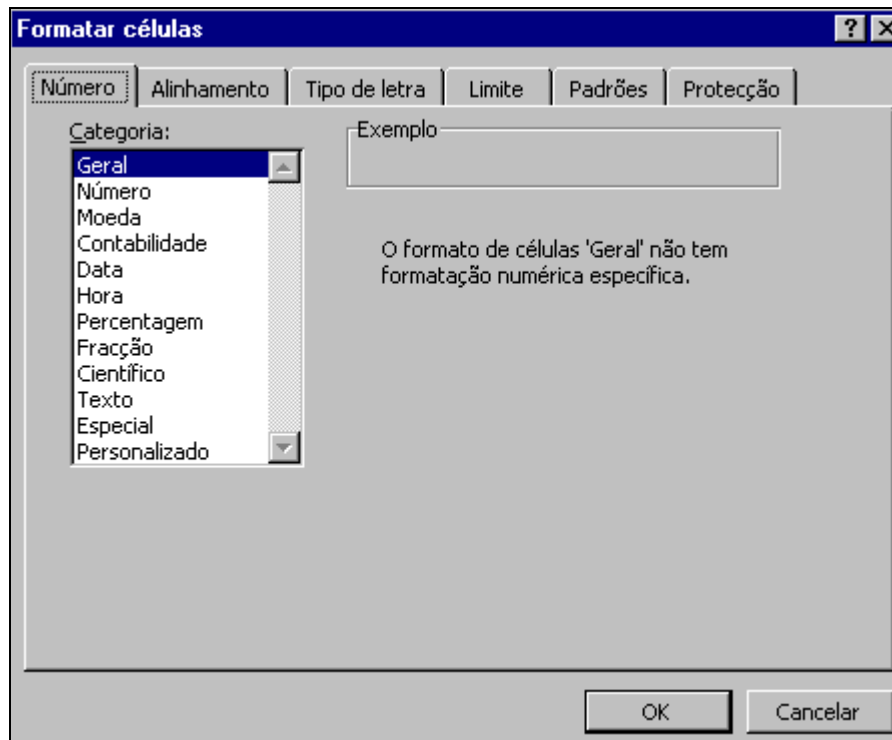 Formatar células
Número Alinhamento Tipo de letra Limite Padrões Protecção
Categoria:
Geral
Número
Moeda
Contabilidade
Data
Hora
Percentagem
Fracção
Científico
Texto
Especial
Personalizado
Exemplo
O formato de células 'Geral' não tem
formatação numérica específica.
OK Cancelar